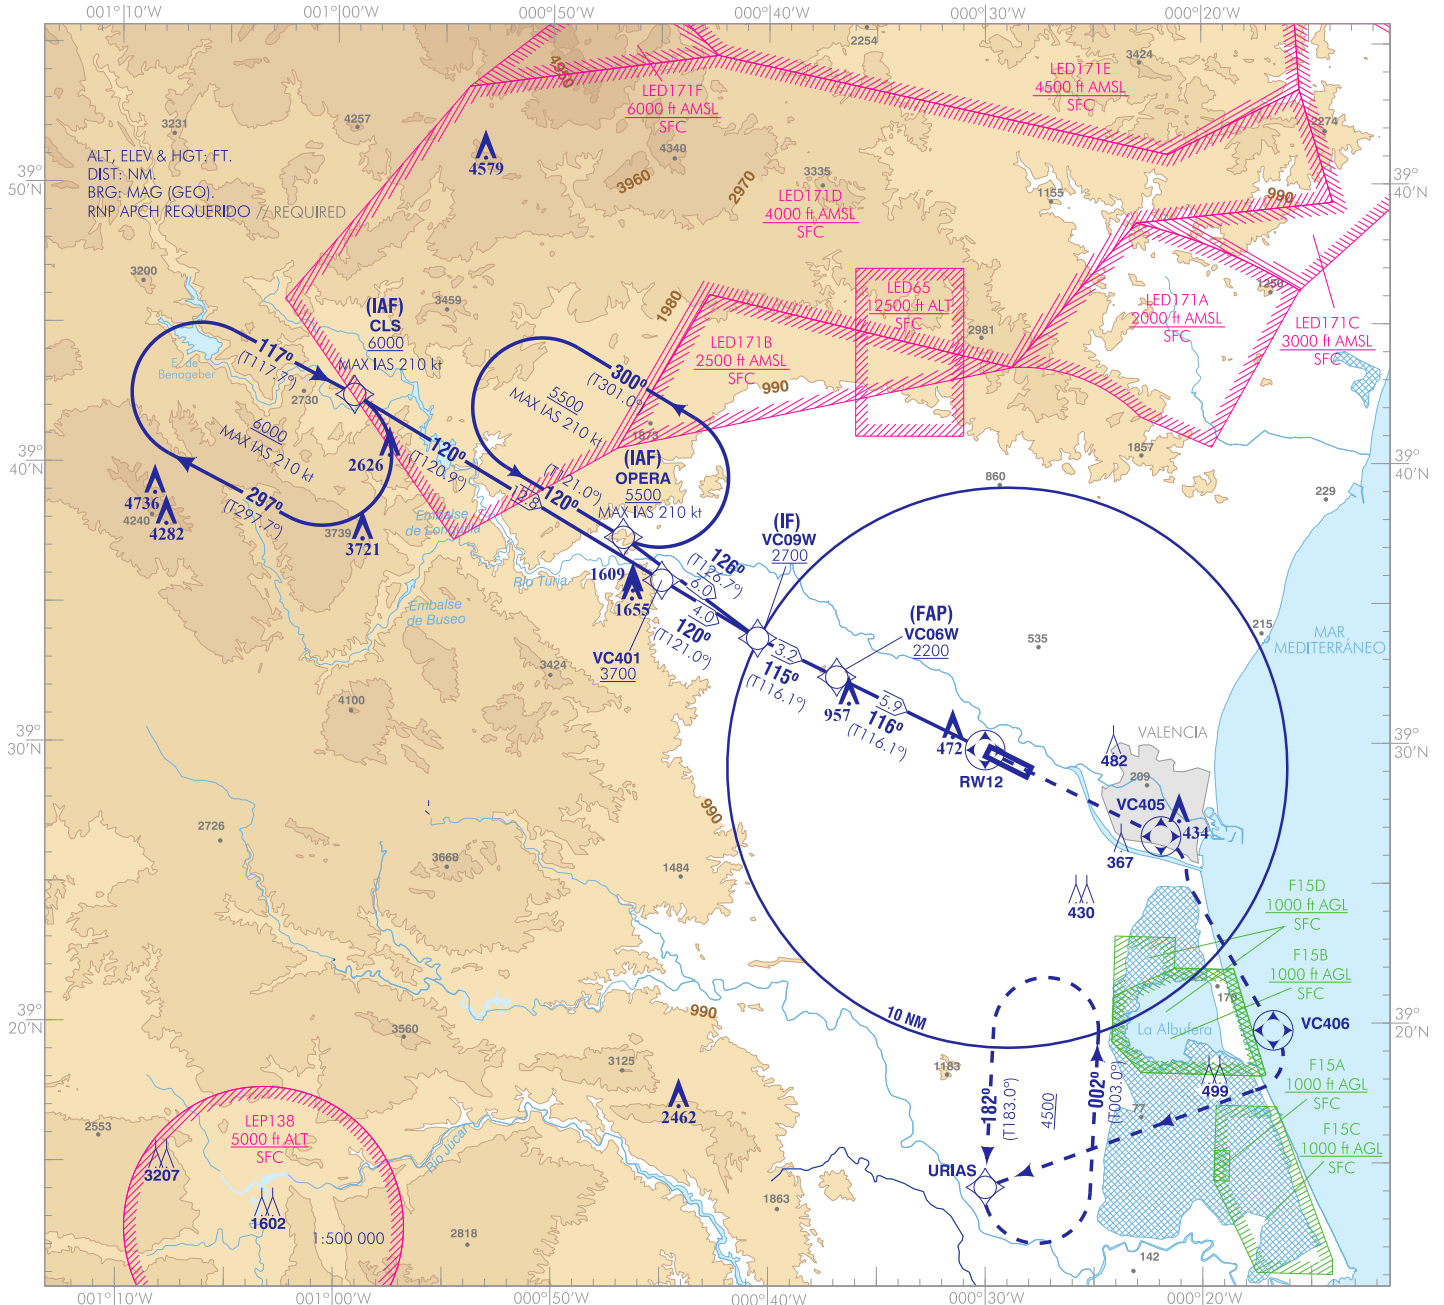 001°10'W
001°00'W
000°50'W
000°40'W
000°30'W
000°20'W
39°
50'N
39°
40'N
39°
30'N
39°
20'N
39°
40'N
39°
40'N
39°
30'N
39°
20'N
ALT, ELEV & HGT: FT.
DIST: NM.
BRG: MAG (GEO).
RNP APCH REQUERIDO // REQUIRED
3231
4257
4950
4579
LED171F
6000 ft AMSL
SFC
4340
3960
2970
2254
3335
LED171D
4000 ft AMSL
SFC
LED171E
4500 ft AMSL
SFC
3424
2274
1155
990
3200
3459
1980
(IAF)
CLS
6000
MAX IAS 210 kt
117°
(T117.7°)
E. de
Benageber
2730
6000
MAX IAS 210 kt
297°
(T297.7°)
4736
4240
4282
3739
3721
2626
120°
(T120.9°)
12.8
Embalse
de Loriguilla
Embalse
de Buseo
Río Turia
5500
MAX IAS 210 kt
300°
(T301.0°)
1873
(T121.0°)
120°
(IAF)
OPERA
5500
MAX IAS 210 kt
LED171B
2500 ft AMSL
SFC
990
LED65
12500 ft ALT
SFC
2981
LED171A
2000 ft AMSL
SFC
1250
LED171C
3000 ft AMSL
SFC
1857
860
229
(IF)
VC09W
2700
126°
(T126.7°)
6.0
4.0
120°
(T121.0°)
1609
1655
VC401
3700
3424
4100
3.2
115°
(T116.1°)
(FAP)
VC06W
2200
957
5.9
116°
(T116.1°)
472
RW12
535
215
MAR
MEDITERRÁNEO
VALENCIA
482
209
VC405
434
367
430
990
2726
3668
1484
3560
3125
990
2462
10 NM
F15D
1000 ft AGL
SFC
F15B
1000 ft AGL
SFC
176
La Albufera
VC406
F15A
1000 ft AGL
SFC
499
F15C
1000 ft AGL
SFC
1183
77
182°
(T183.0°)
4500
002°
(T003.0°)
URIAS
142
1863
2553
LEP138
5000 ft ALT
SFC
3207
1602
1:500 000
2818
Río Júcar
001°10'W
001°00'W
000°50'W
000°40'W
000°30'W
000°20'W